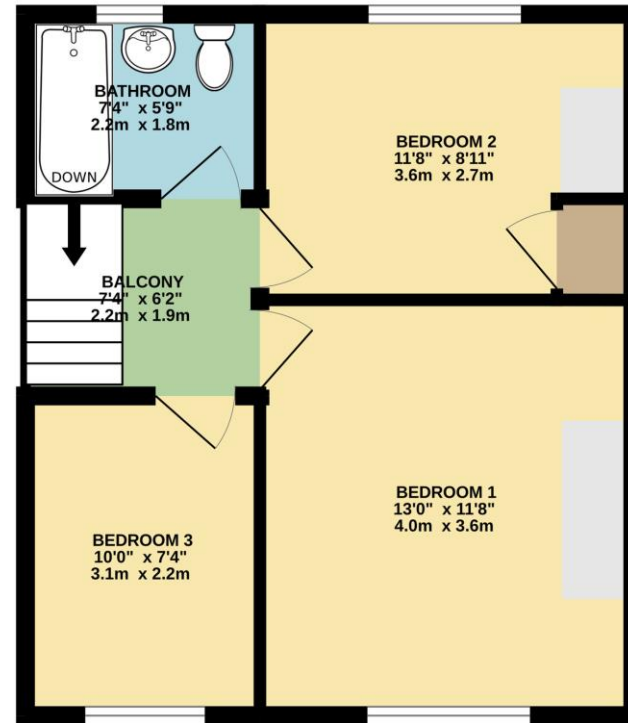 BATHROOM
7'4" x 5'9"
2.2m x 1.8m
DOWN
BEDROOM 2
11'8" x 8'11"
3.6m x 2.7m
BALCONY
7'4" x 6'2"
2.2m x 1.9m
BEDROOM 1
13'0" x 11'8"
4.0m x 3.6m
BEDROOM 3
10'0" x 7'4"
3.1m x 2.2m